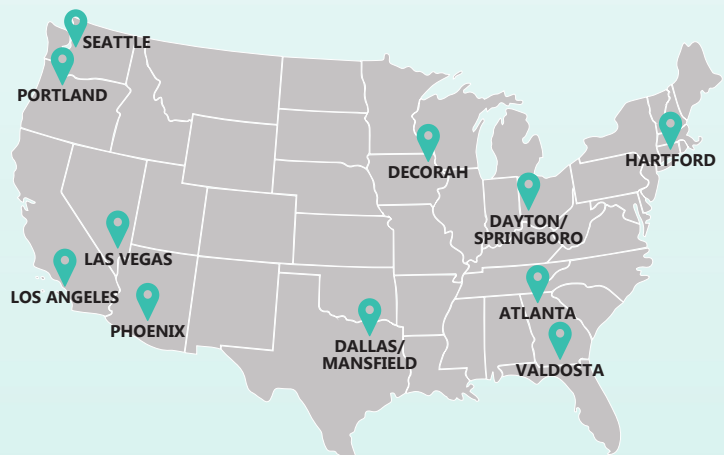 SEATTLE
PORTLAND
HARTFORD
DECORAH
DAYTON/
SPRINGBORO
LAS VEGAS
LOS ANGELES
PHOENIX
ATLANTA
DALLAS/
MANSFIELD
VALDOSTA